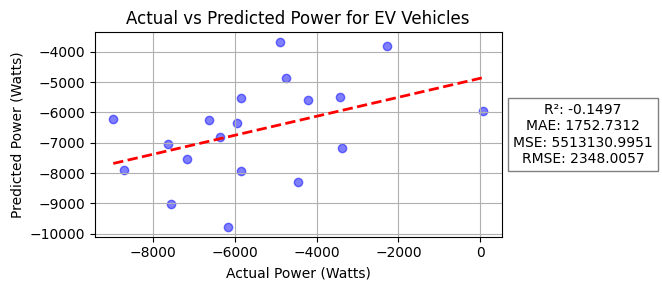 Actual vs Predicted Power for EV Vehicles
Predicted Power (Watts)
−4000
−5000
−6000
−7000
−8000
−9000
−10000
−8000
−6000
−4000
−2000
0
Actual Power (Watts)
R²: -0.1497
MAE: 1752.7312
MSE: 5513130.9951
RMSE: 2348.0057